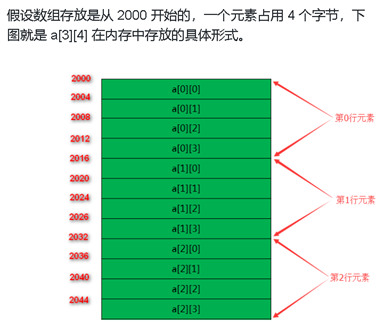 假设数组存放是从 2000 开始的，一个元素占用 4 个字节，下
图就是 a[3][4] 在内存中存放的具体形式。
2000
a[0][0]
2004
a[0][1]
2008
a[0][2]
第0行元素
2012
a[0][3]
2016
a[1][0]
2020
a[1][1]
2024
a[1][2]
第1行元素
2026
a[1][3]
2032
a[2][0]
2036
a[2][1]
第2行元素
2040
a[2][2]
2044
a[2][3]